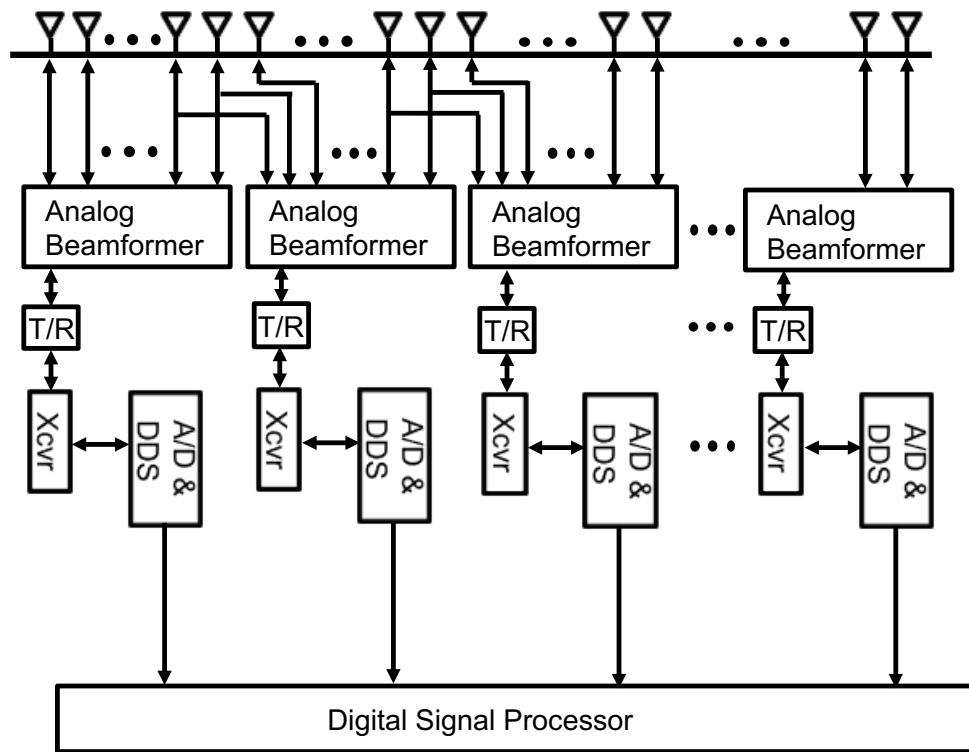 Analog
Beamformer
Analog
Beamformer
Analog
Beamformer
Analog
Beamformer
T/R
T/R
T/R
T/R
Xcvr
A/D &
DDS
Xcvr
A/D &
DDS
Xcvr
A/D &
DDS
Xcvr
A/D &
DDS
Digital Signal Processor